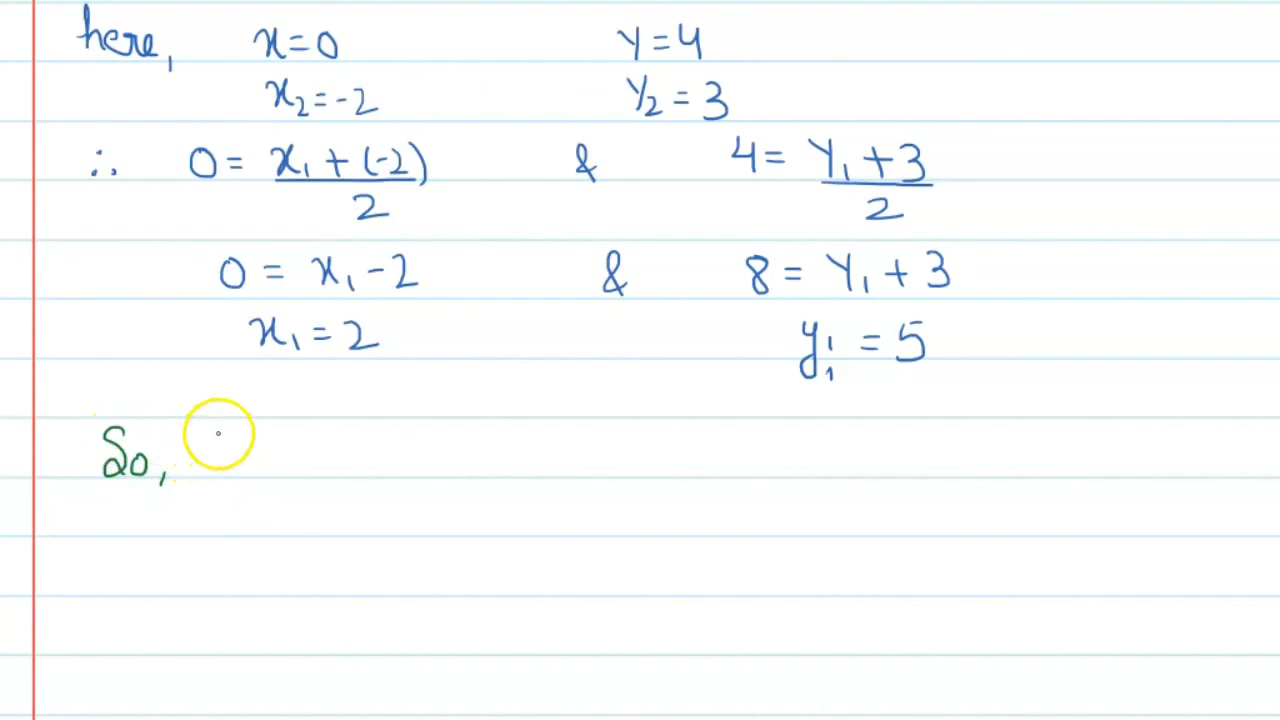 here, x=0 y=4
x₂=-2 y₂=3
∴ 0 = (x₁+(-2))/2 & 4 = (y₁+3)/2
0 = x₁-2 & 8 = y₁+3
x₁=2 y₁=5
So,